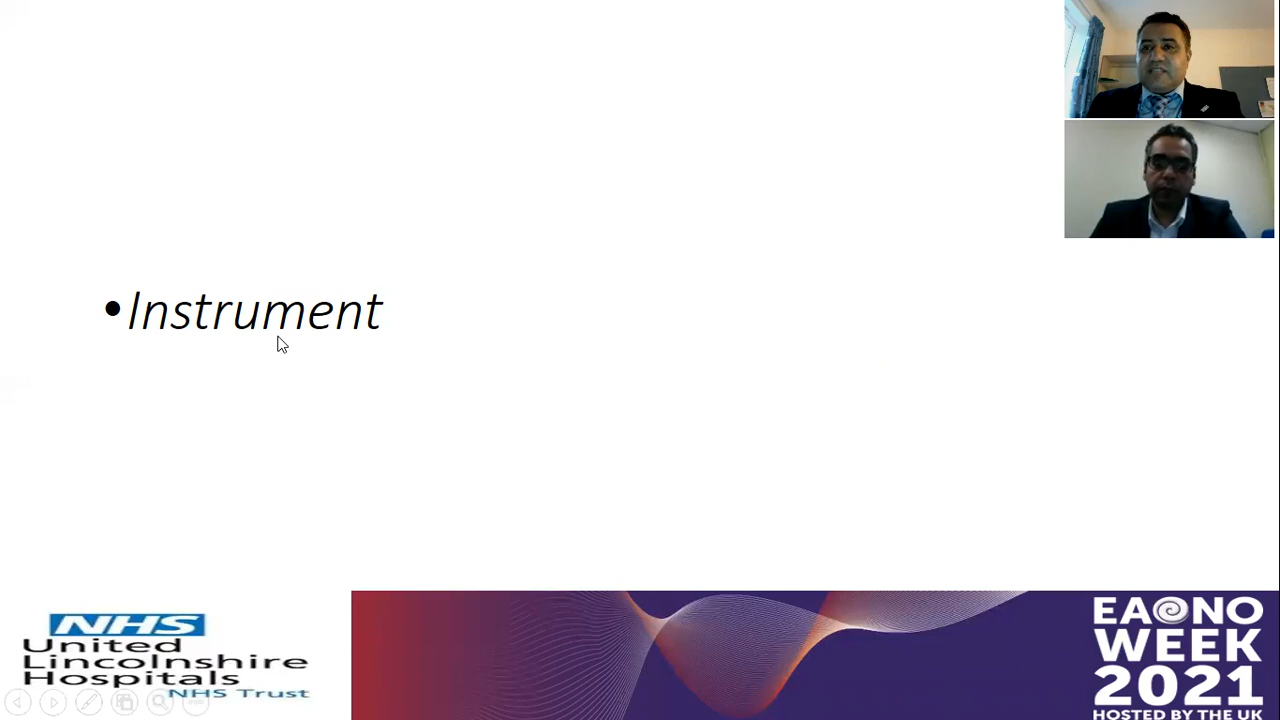 •Instrument
NHS
United
Lincolnshire
Hospitals
NHS Trust
EAONO
WEEK
2021
HOSTED BY THE UK